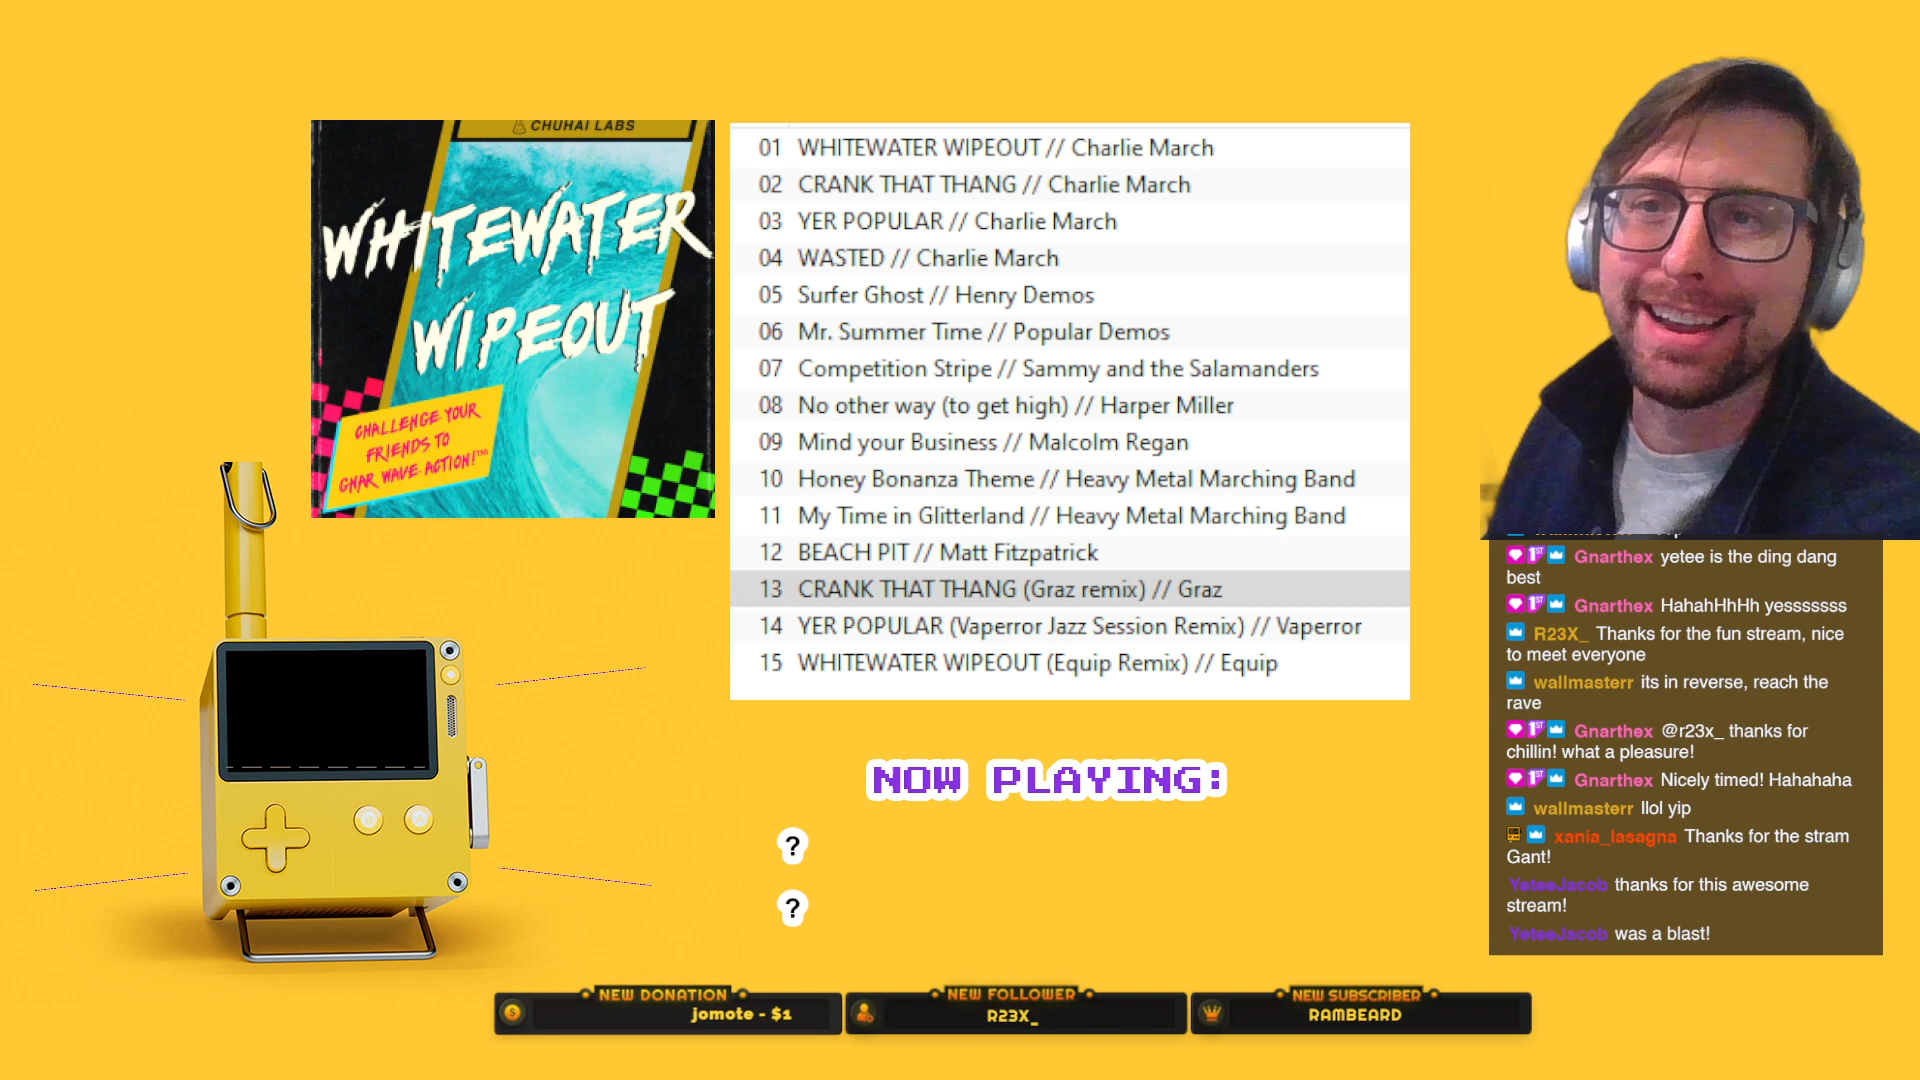 CHUHAI LABS
WHITEWATER
WIPEOUT
CHALLENGE YOUR
FRIENDS TO
GNAR WAVE ACTION!™
01 WHITEWATER WIPEOUT // Charlie March
02 CRANK THAT THANG // Charlie March
03 YER POPULAR // Charlie March
04 WASTED // Charlie March
05 Surfer Ghost // Henry Demos
06 Mr. Summer Time // Popular Demos
07 Competition Stripe // Sammy and the Salamanders
08 No other way (to get high) // Harper Miller
09 Mind your Business // Malcolm Regan
10 Honey Bonanza Theme // Heavy Metal Marching Band
11 My Time in Glitterland // Heavy Metal Marching Band
12 BEACH PIT // Matt Fitzpatrick
13 CRANK THAT THANG (Graz remix) // Graz
14 YER POPULAR (Vaperror Jazz Session Remix) // Vaperror
15 WHITEWATER WIPEOUT (Equip Remix) // Equip
NOW PLAYING:
?
?
B A
1ST Gnarthex yetee is the ding dang
best
1ST Gnarthex HahahHhHh yesssssss
R23X_ Thanks for the fun stream, nice
to meet everyone
wallmasterr its in reverse, reach the
rave
1ST Gnarthex @r23x_ thanks for
chillin! what a pleasure!
1ST Gnarthex Nicely timed! Hahahaha
wallmasterr llol yip
xania_lasagna Thanks for the stram
Gant!
YeteeJacob thanks for this awesome
stream!
YeteeJacob was a blast!
NEW DONATION
jomote - $1
NEW FOLLOWER
R23X_
NEW SUBSCRIBER
RAMBEARD